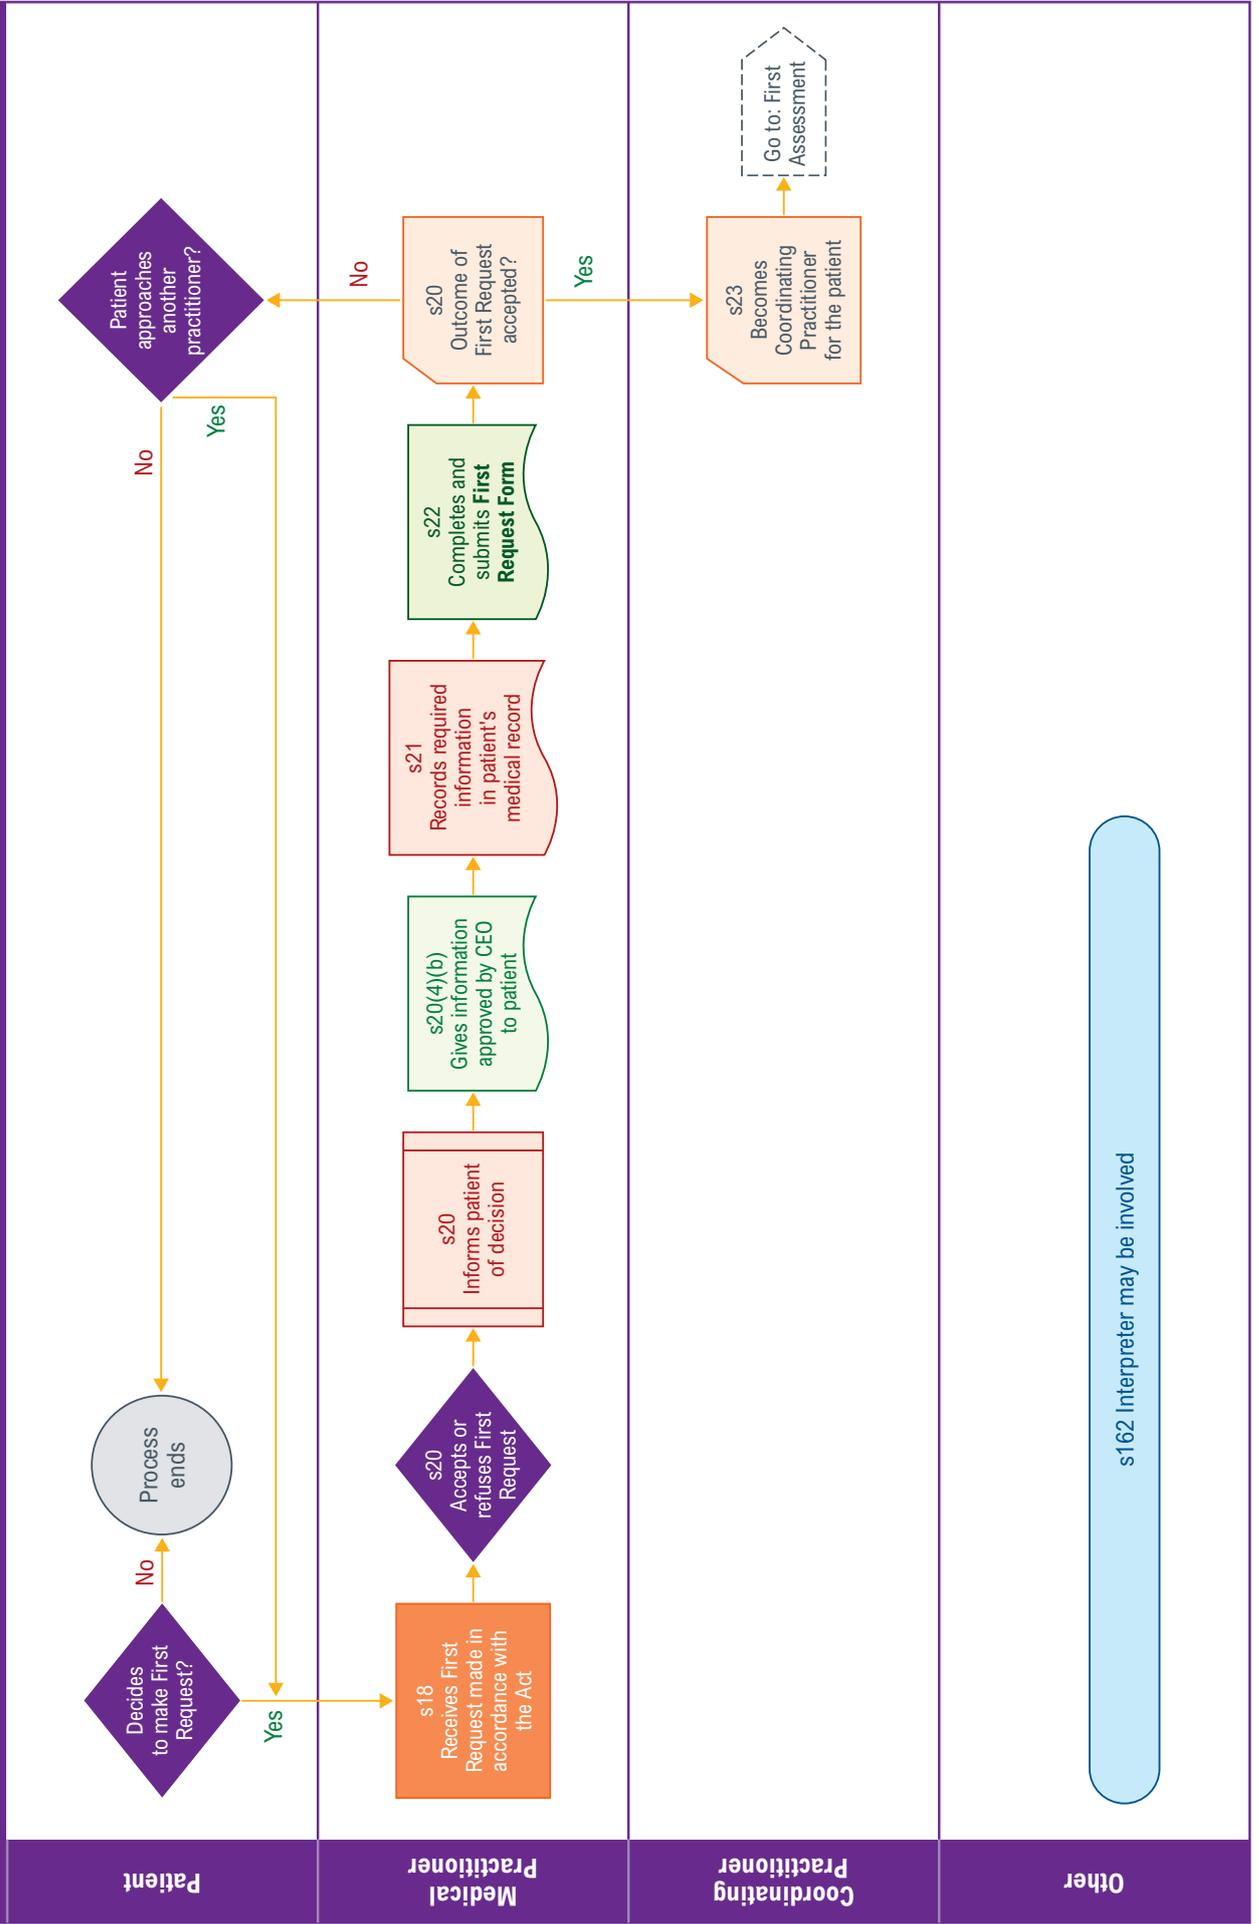 Patient
Decides
to make First
Request?
No
Process
ends
Yes
No
Yes
Patient
approaches
another
practitioner?
Medical
Practitioner
s18
Receives First
Request made in
accordance with
the Act
s20
Accepts or
refuses First
Request
s20
Informs patient
of decision
s20(4)(b)
Gives information
approved by CEO
to patient
s21
Records required
information
in patient's
medical record
s22
Completes and
submits First
Request Form
s20
Outcome of
First Request
accepted?
No
Yes
Coordinating
Practitioner
s23
Becomes
Coordinating
Practitioner
for the patient
Go to: First
Assessment
Other
s162 Interpreter may be involved